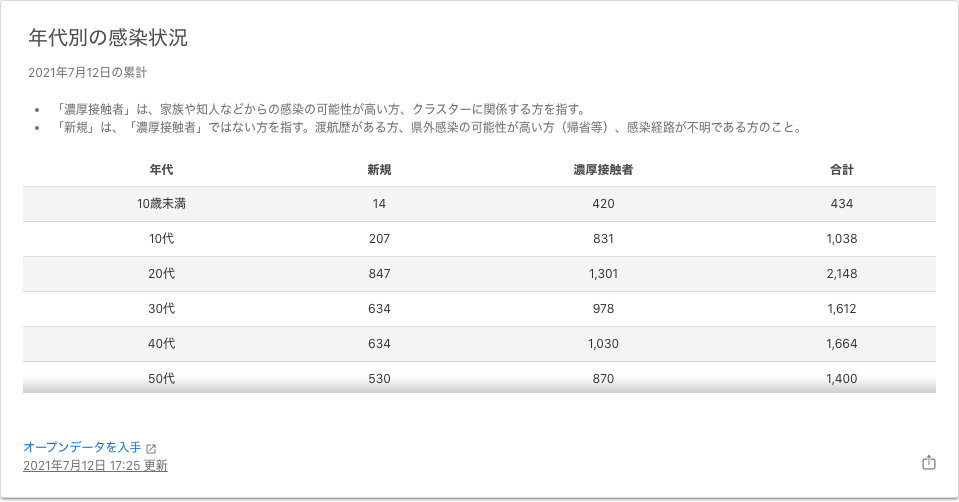 年代別の感染状況
2021年7月12日の累計
• 「濃厚接触者」は、家族や知人などからの感染の可能性が高い方、クラスターに関係する方を指す。
• 「新規」は、「濃厚接触者」ではない方を指す。渡航歴がある方、県外感染の可能性が高い方（帰省等）、感染経路が不明である方のこと。
年代 新規 濃厚接触者 合計
10歳未満 14 420 434
10代 207 831 1,038
20代 847 1,301 2,148
30代 634 978 1,612
40代 634 1,030 1,664
50代 530 870 1,400
オープンデータを入手
2021年7月12日 17:25 更新